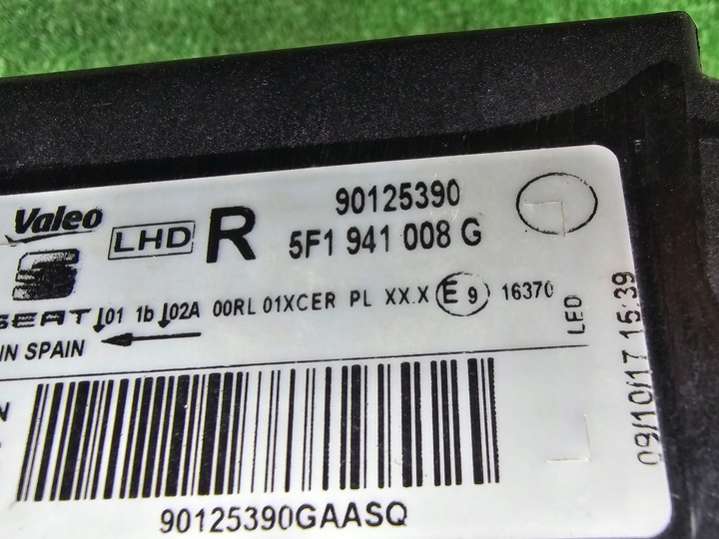 Valeo LHD R 90125390
5F1 941 008 G
SEAT 01 1b 02A 00RL 01XCER PL XX.X E9 16370
LED
IN SPAIN
09/10/17 15:39
N
90125390GAASQ